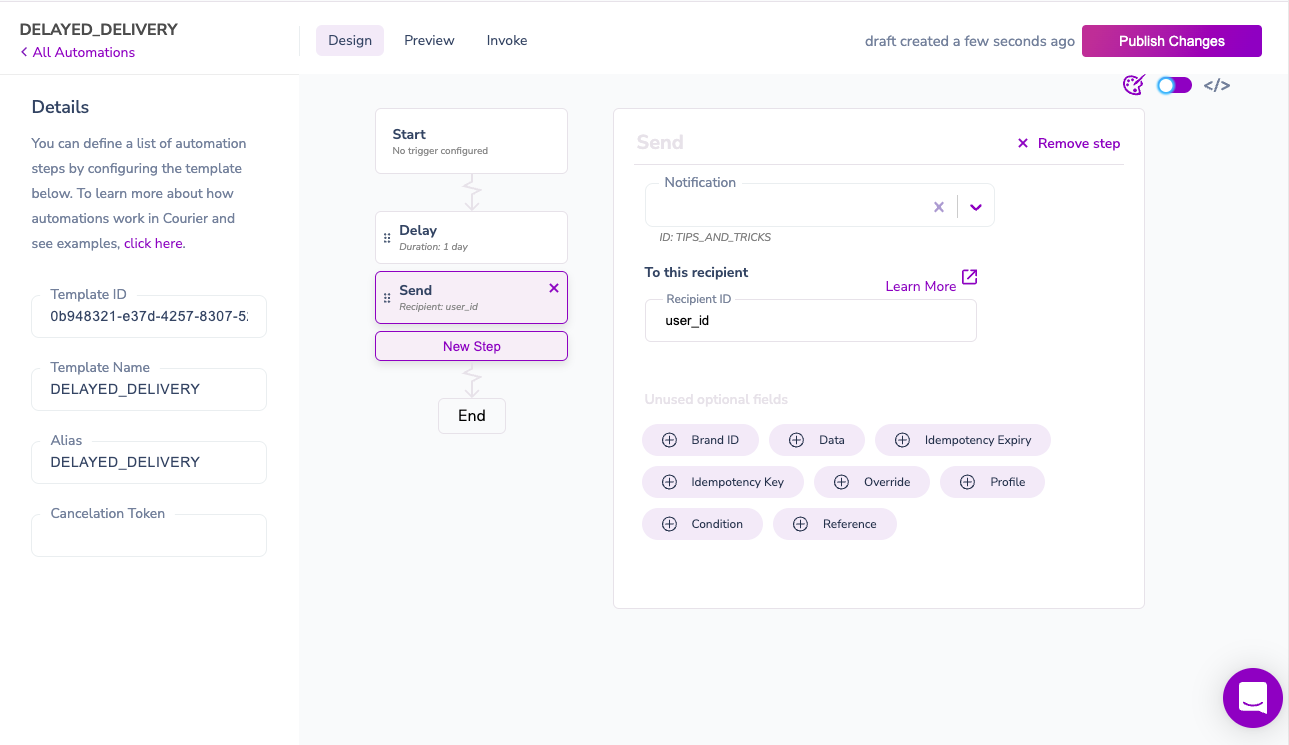 DELAYED_DELIVERY
All Automations
Design
Preview
Invoke
draft created a few seconds ago
Publish Changes
</>
Details
You can define a list of automation
steps by configuring the template
below. To learn more about how
automations work in Courier and
see examples, click here.
Template ID
0b948321-e37d-4257-8307-5
Template Name
DELAYED_DELIVERY
Alias
DELAYED_DELIVERY
Cancelation Token
Start
No trigger configured
Delay
Duration: 1 day
Send
Recipient: user_id
New Step
End
Send
Remove step
Notification
ID: TIPS_AND_TRICKS
To this recipient
Learn More
Recipient ID
user_id
Unused optional fields
Brand ID
Data
Idempotency Expiry
Idempotency Key
Override
Profile
Condition
Reference